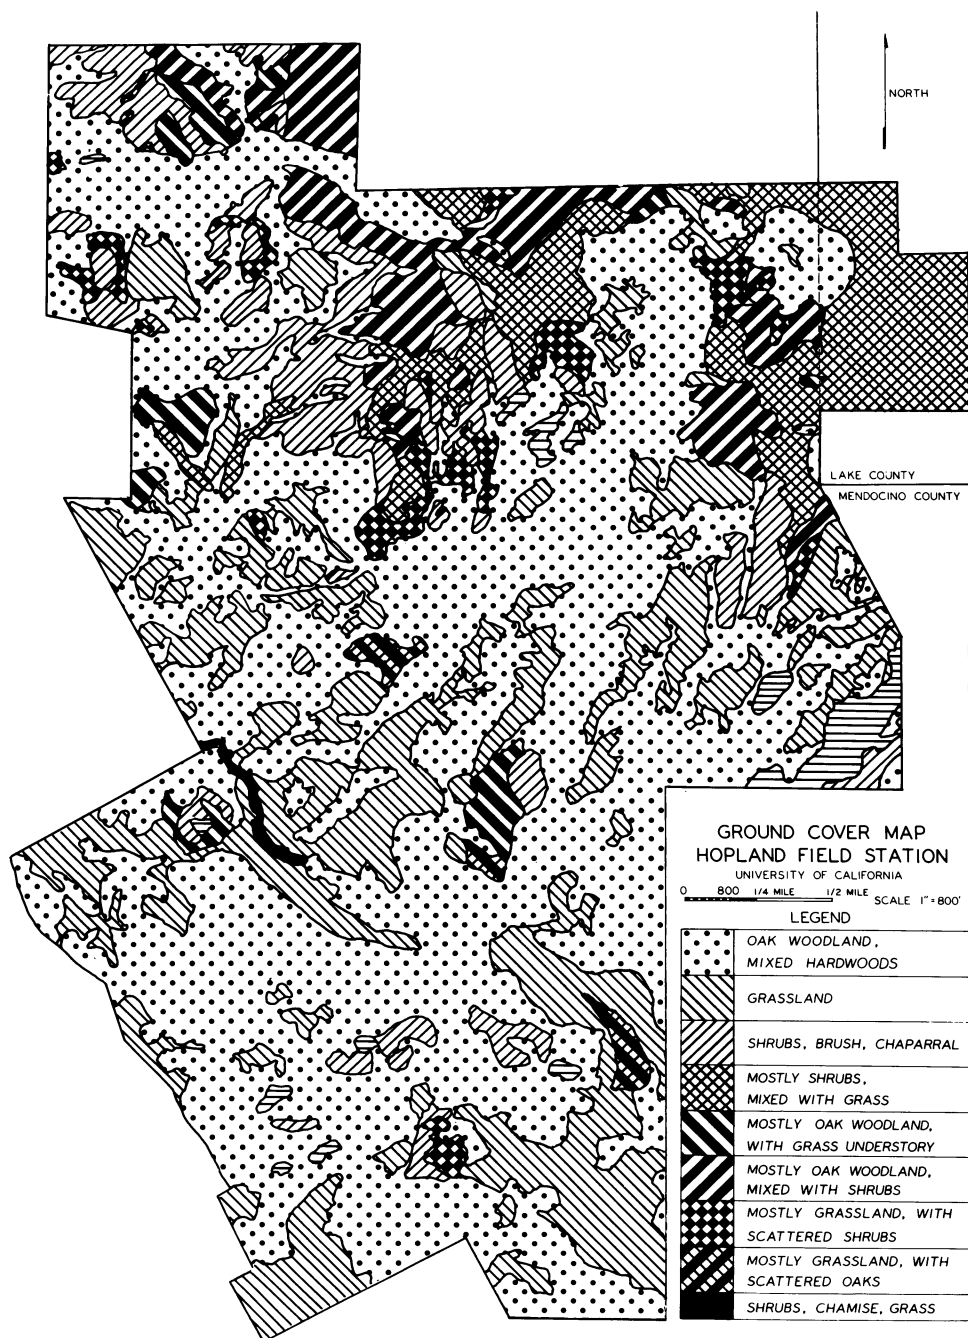 NORTH
LAKE COUNTY
MENDOCINO COUNTY
GROUND COVER MAP
HOPLAND FIELD STATION
UNIVERSITY OF CALIFORNIA
0 800 1/4 MILE 1/2 MILE SCALE 1"=800'
LEGEND
OAK WOODLAND,
MIXED HARDWOODS
GRASSLAND
SHRUBS, BRUSH, CHAPARRAL
MOSTLY SHRUBS,
MIXED WITH GRASS
MOSTLY OAK WOODLAND,
WITH GRASS UNDERSTORY
MOSTLY OAK WOODLAND,
MIXED WITH SHRUBS
MOSTLY GRASSLAND, WITH
SCATTERED SHRUBS
MOSTLY GRASSLAND, WITH
SCATTERED OAKS
SHRUBS, CHAMISE, GRASS